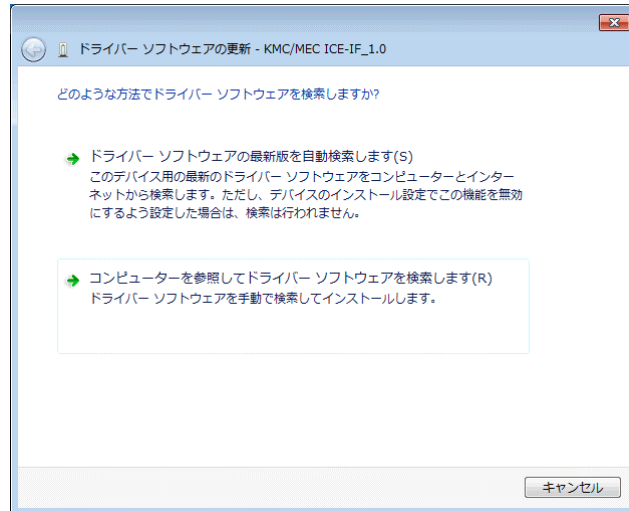 ドライバー ソフトウェアの更新 - KMC/MEC ICE-IF_1.0
どのような方法でドライバー ソフトウェアを検索しますか?
ドライバー ソフトウェアの最新版を自動検索します(S)
このデバイス用の最新のドライバー ソフトウェアをコンピューターとインター
ネットから検索します。ただし、デバイスのインストール設定でこの機能を無効
にするよう設定した場合は、検索は行われません。
コンピューターを参照してドライバー ソフトウェアを検索します(R)
ドライバー ソフトウェアを手動で検索してインストールします。
キャンセル